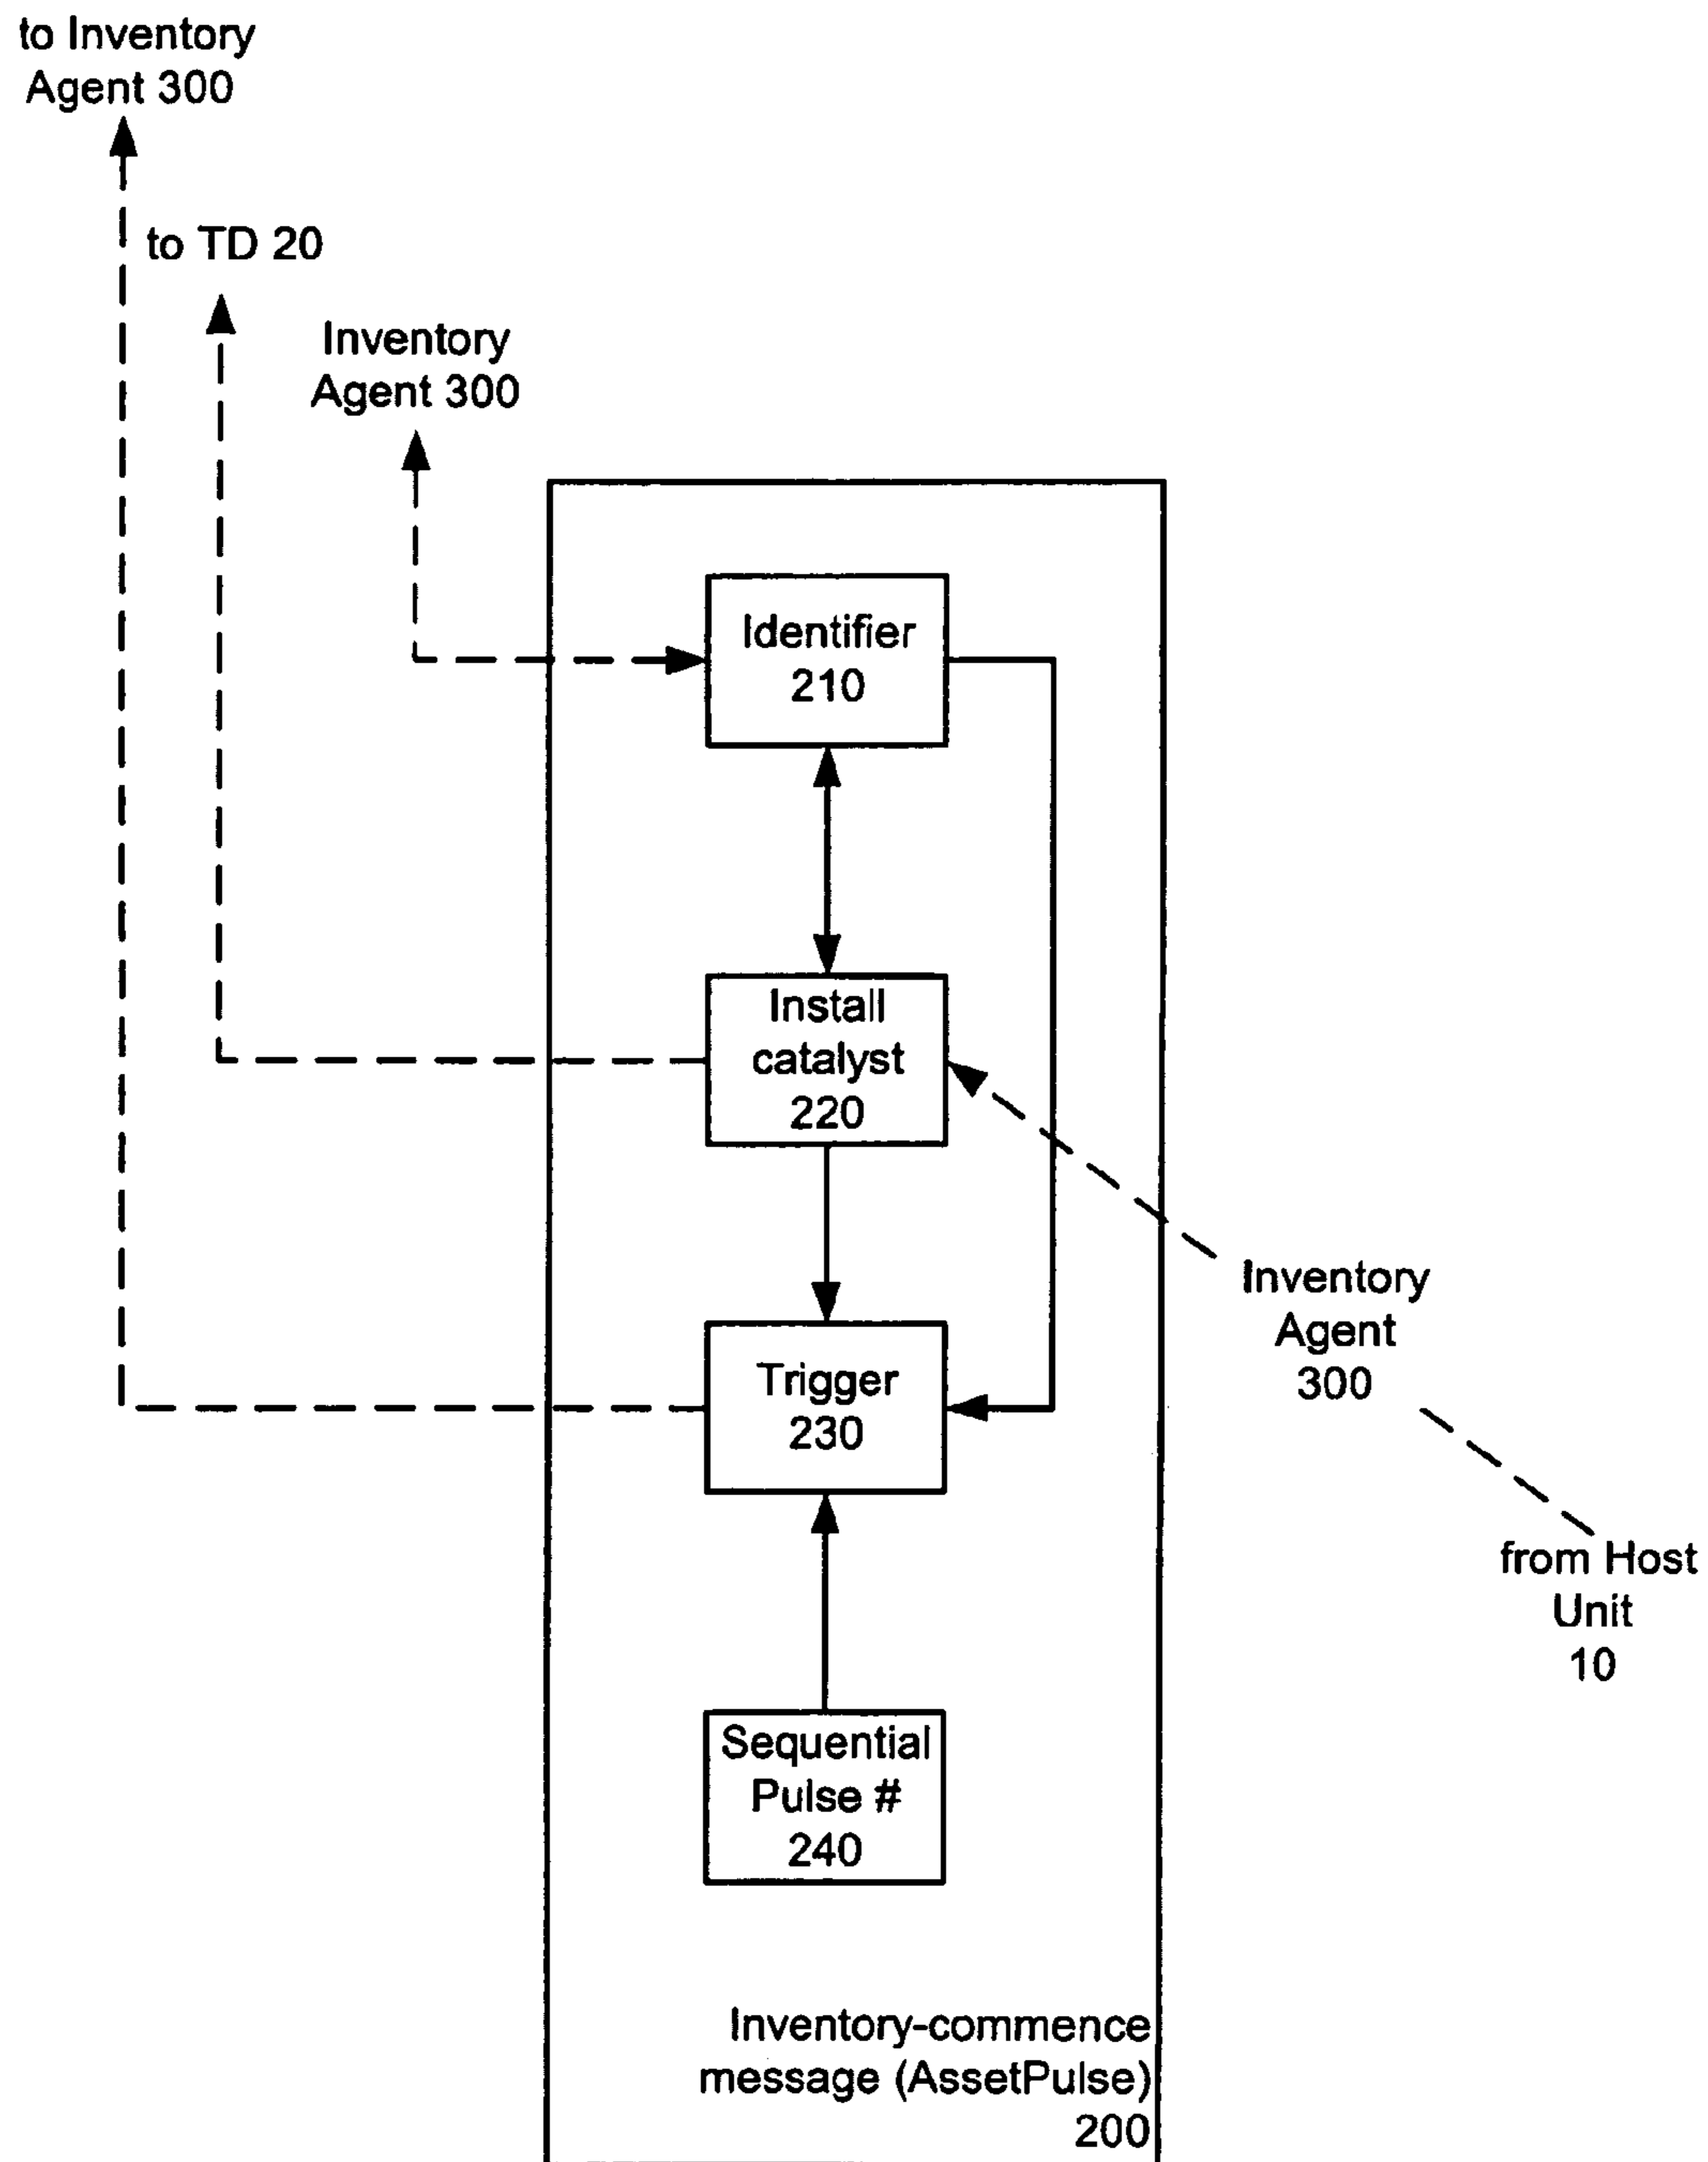 to Inventory
Agent 300
to TD 20
Inventory
Agent 300
Identifier
210
Install
catalyst
220
Inventory
Agent
300
Trigger
230
from Host
Unit
10
Sequential
Pulse #
240
Inventory-commence
message (AssetPulse)
200